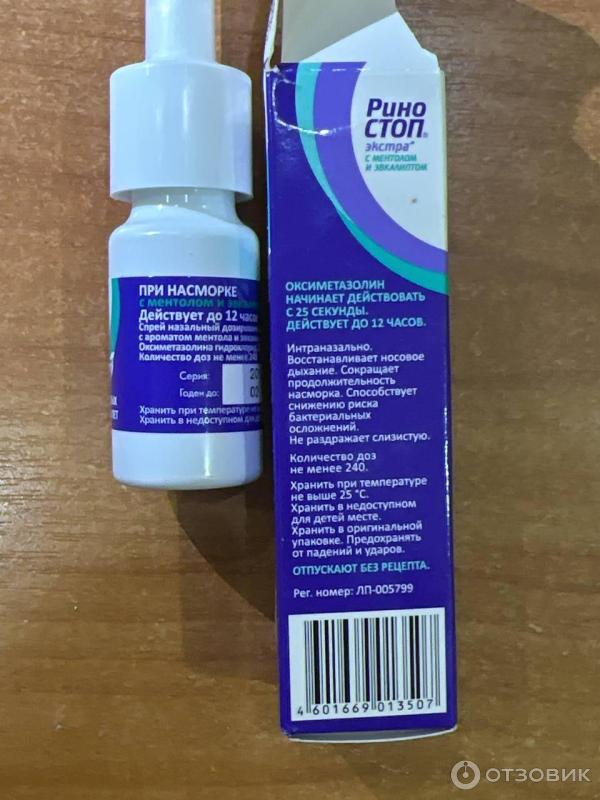 ПРИ НАСМОРКЕ
с ментолом и
Действует до 12
Спрей назальный
с ароматом ментола и
Оксиметазолина
Количество доз не менее
Серия:
Годен до:
Хранить при температуре не
Хранить в недоступном для
Рино
СТОП®
экстра*
с ментолом
и эвкалиптом
ОКСИМЕТАЗОЛИН
НАЧИНАЕТ ДЕЙСТВОВАТЬ
С 25 СЕКУНДЫ.
ДЕЙСТВУЕТ ДО 12 ЧАСОВ.
Интраназально.
Восстанавливает носовое
дыхание. Сокращает
продолжительность
насморка. Способствует
снижению риска
бактериальных
осложнений.
Не раздражает слизистую.
Количество доз
не менее 240.
Хранить при температуре
не выше 25 °С.
Хранить в недоступном
для детей месте.
Хранить в оригинальной
упаковке. Предохранять
от падений и ударов.
ОТПУСКАЮТ БЕЗ РЕЦЕПТА.
Рег. номер: ЛП-005799
4 601669 013507
ОТЗОВИК